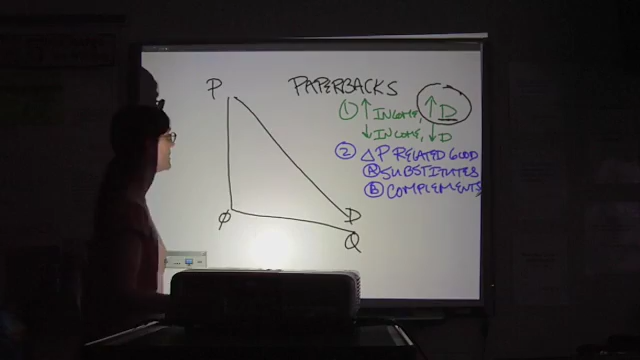 P
PAPERBACKS
① ↑ INCOME, ↑ D
↓ INCOME, ↓ D
② △P RELATED GOOD
Ⓐ SUBSTITUTES
Ⓑ COMPLEMENTS
Ø
D
Q